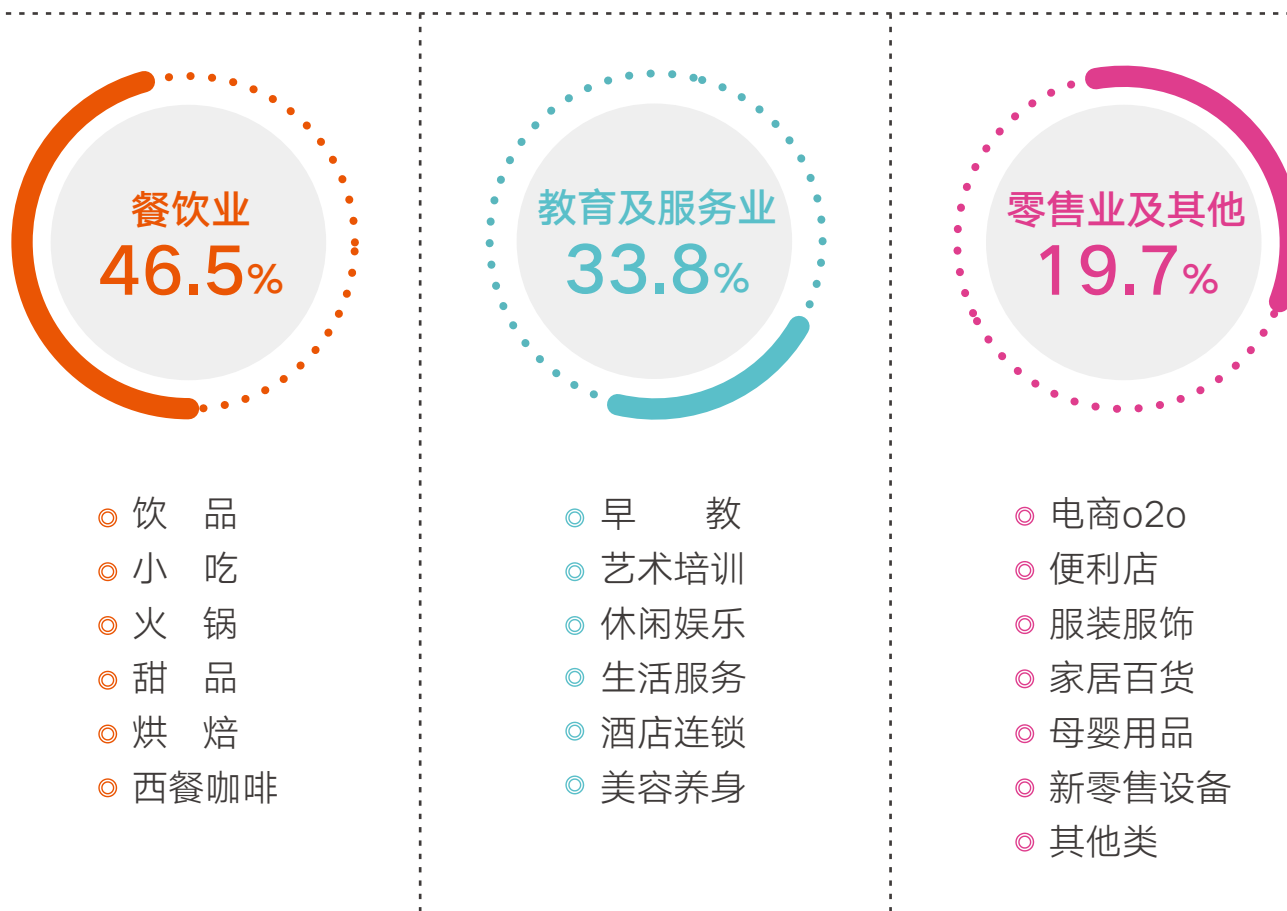 餐饮业
46.5%
饮 品
小 吃
火 锅
甜 品
烘 焙
西餐咖啡
教育及服务业
33.8%
早 教
艺术培训
休闲娱乐
生活服务
酒店连锁
美容养身
零售业及其他
19.7%
电商o2o
便利店
服装服饰
家居百货
母婴用品
新零售设备
其他类